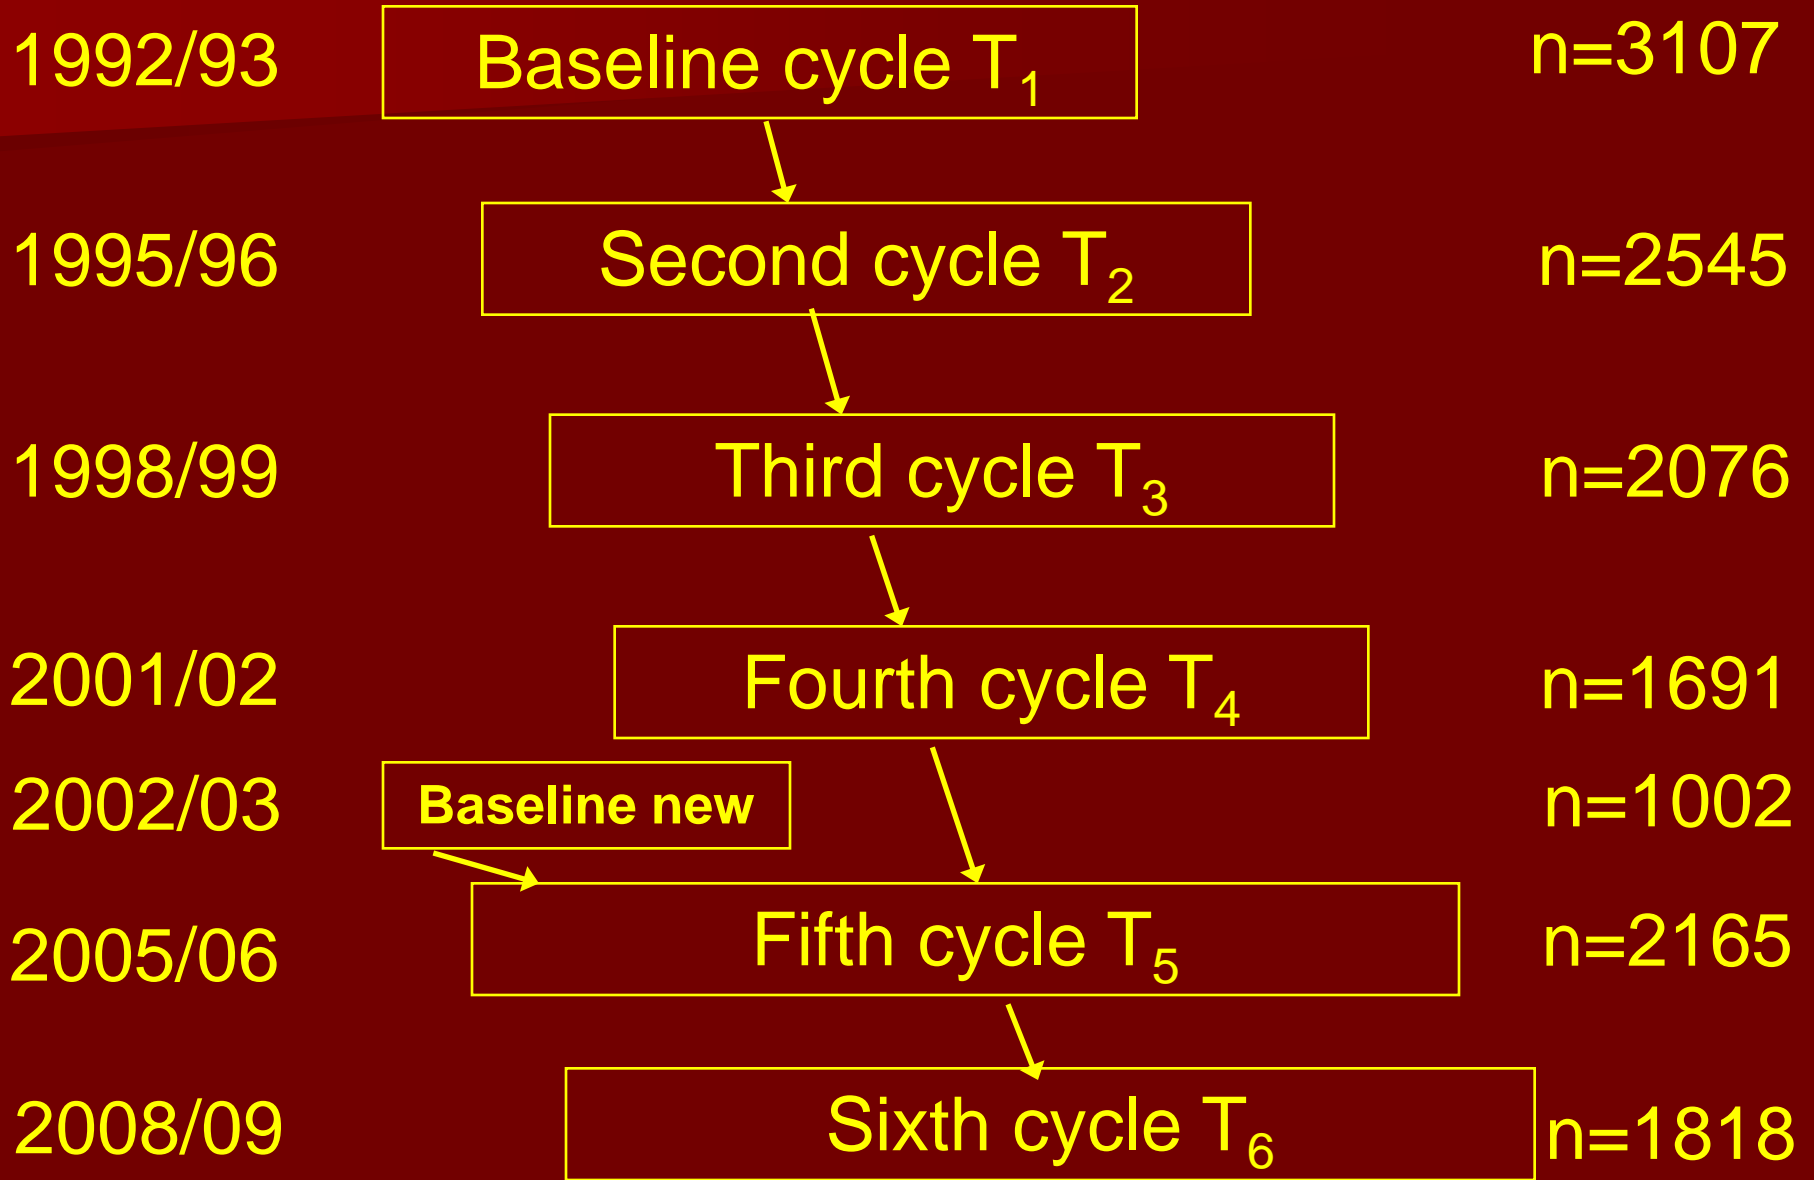 1992/93 Baseline cycle T₁ n=3107
1995/96 Second cycle T₂ n=2545
1998/99 Third cycle T₃ n=2076
2001/02 Fourth cycle T₄ n=1691
2002/03 Baseline new n=1002
2005/06 Fifth cycle T₅ n=2165
2008/09 Sixth cycle T₆ n=1818